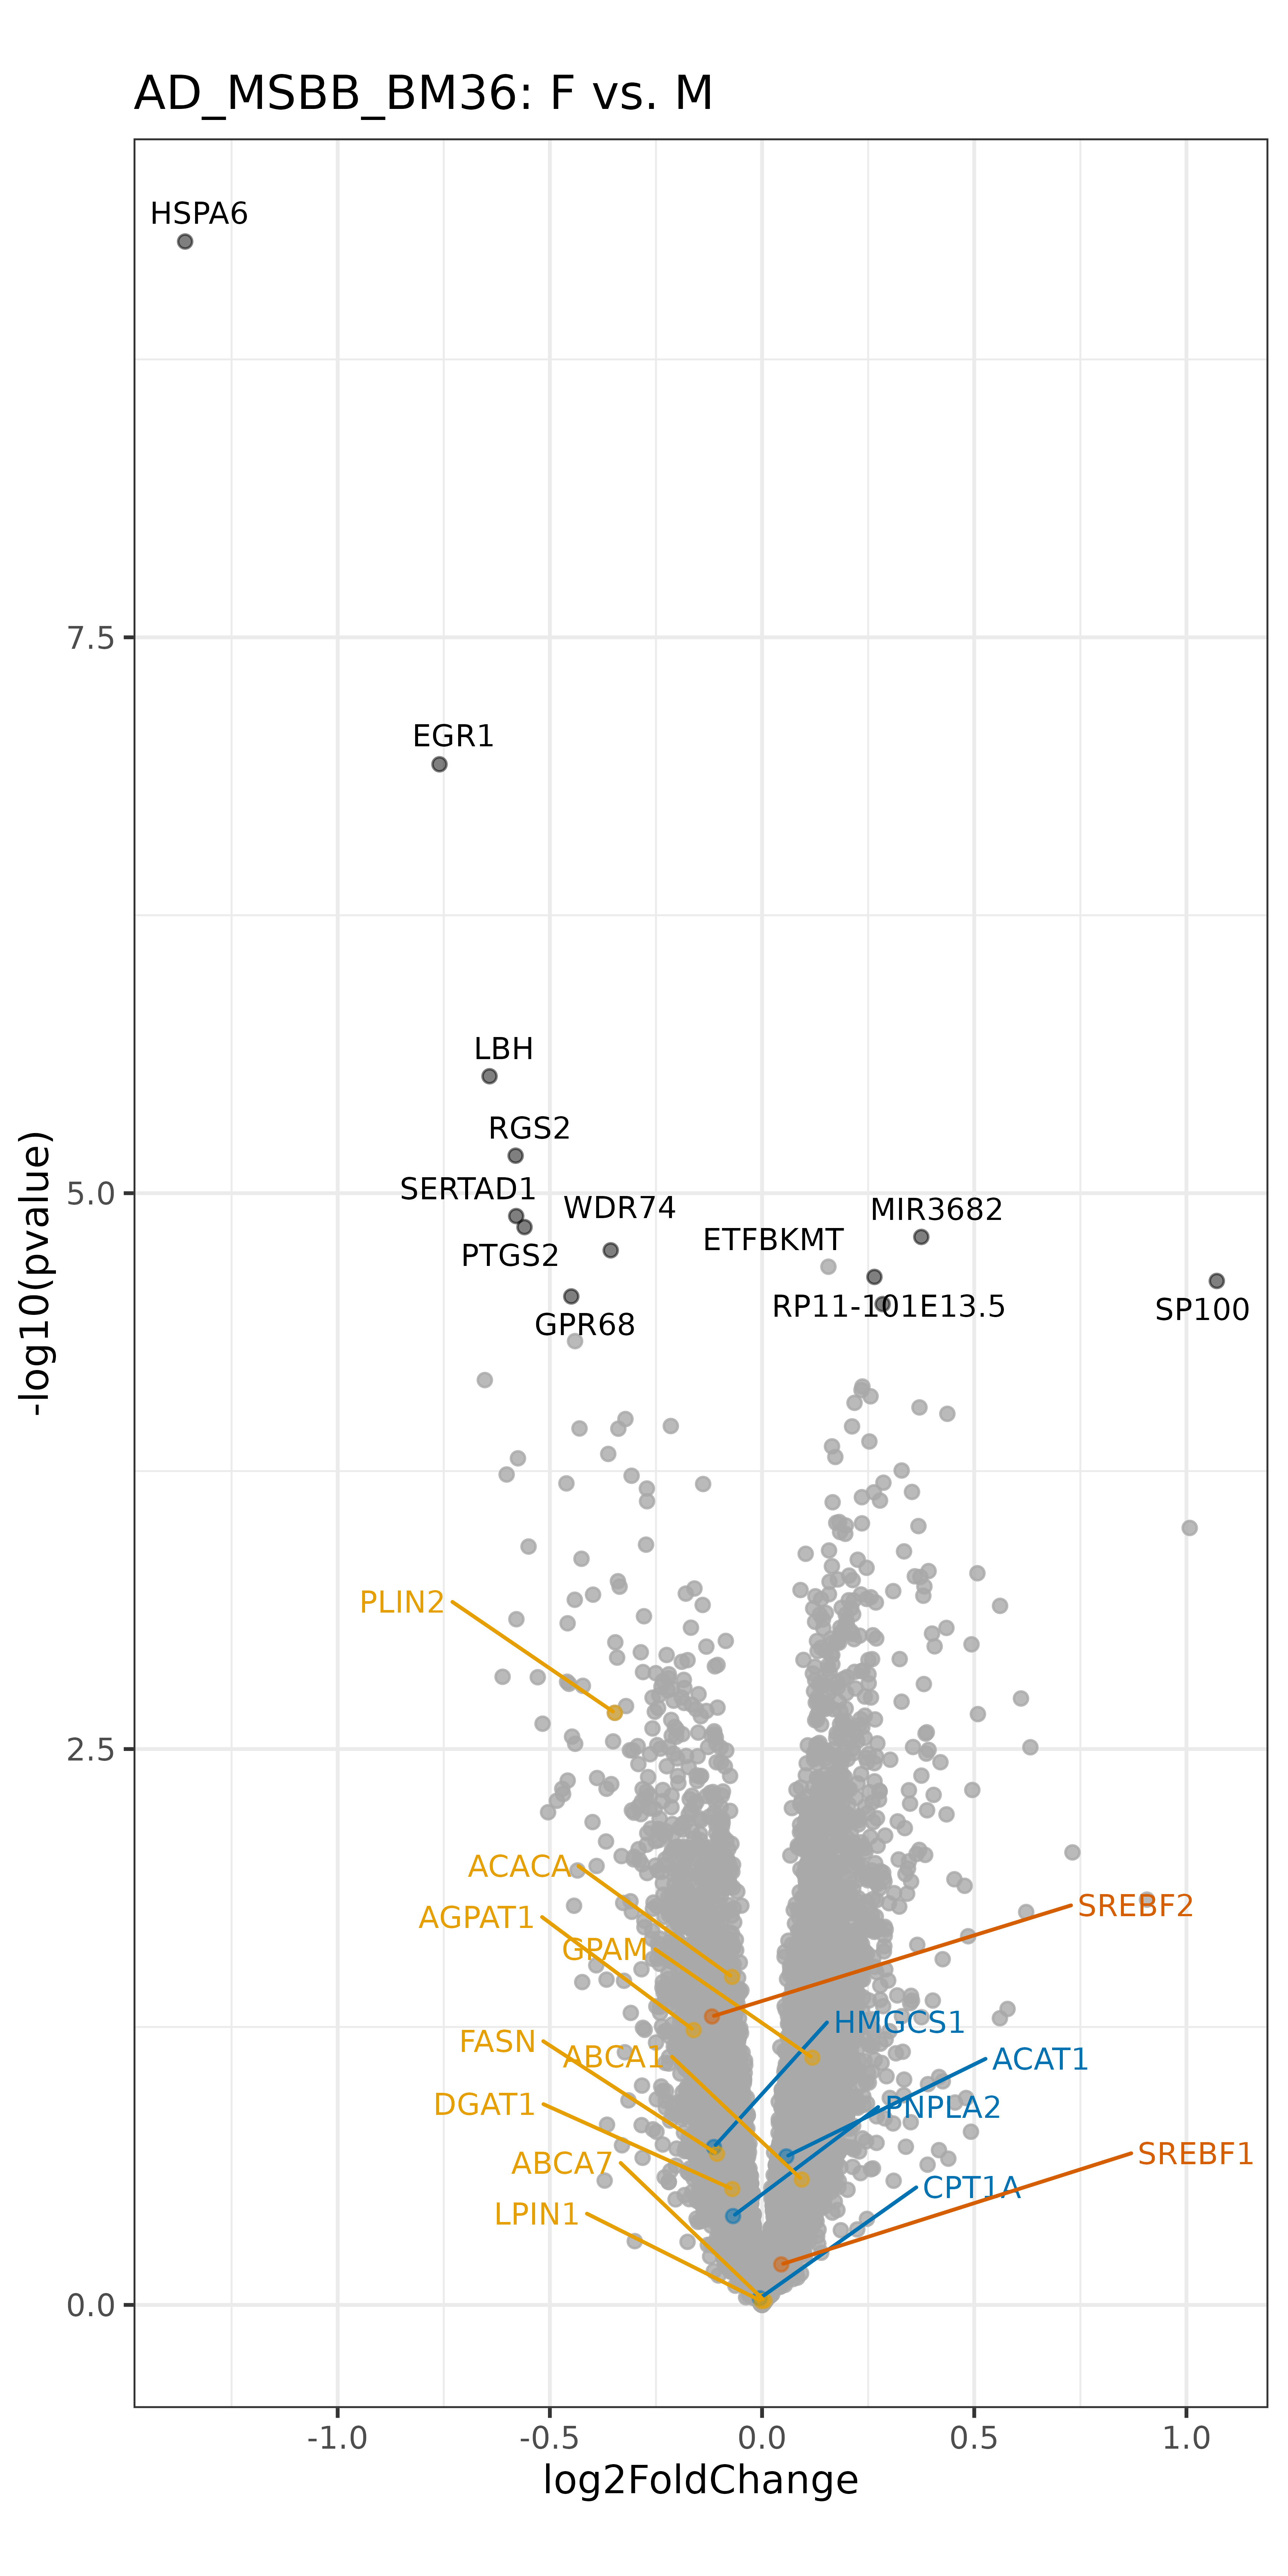 AD_MSBB_BM36: F vs. M
HSPA6
7.5
EGR1
LBH
RGS2
SERTAD1
5.0
WDR74
MIR3682
ETFBKMT
PTGS2
RP11-101E13.5
SP100
GPR68
-log10(pvalue)
PLIN2
2.5
ACACA
SREBF2
AGPAT1
GPAM
HMGCS1
FASN
ABCA1
ACAT1
DGAT1
PNPLA2
SREBF1
ABCA7
CPT1A
LPIN1
0.0
-1.0
-0.5
0.0
0.5
1.0
log2FoldChange